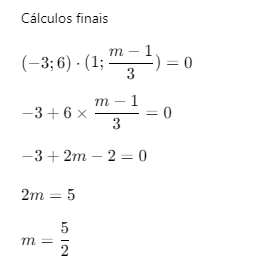 Cálculos finais
(−3; 6) · (1; (m − 1)/3) = 0
−3 + 6 × (m − 1)/3 = 0
−3 + 2m − 2 = 0
2m = 5
m = 5/2